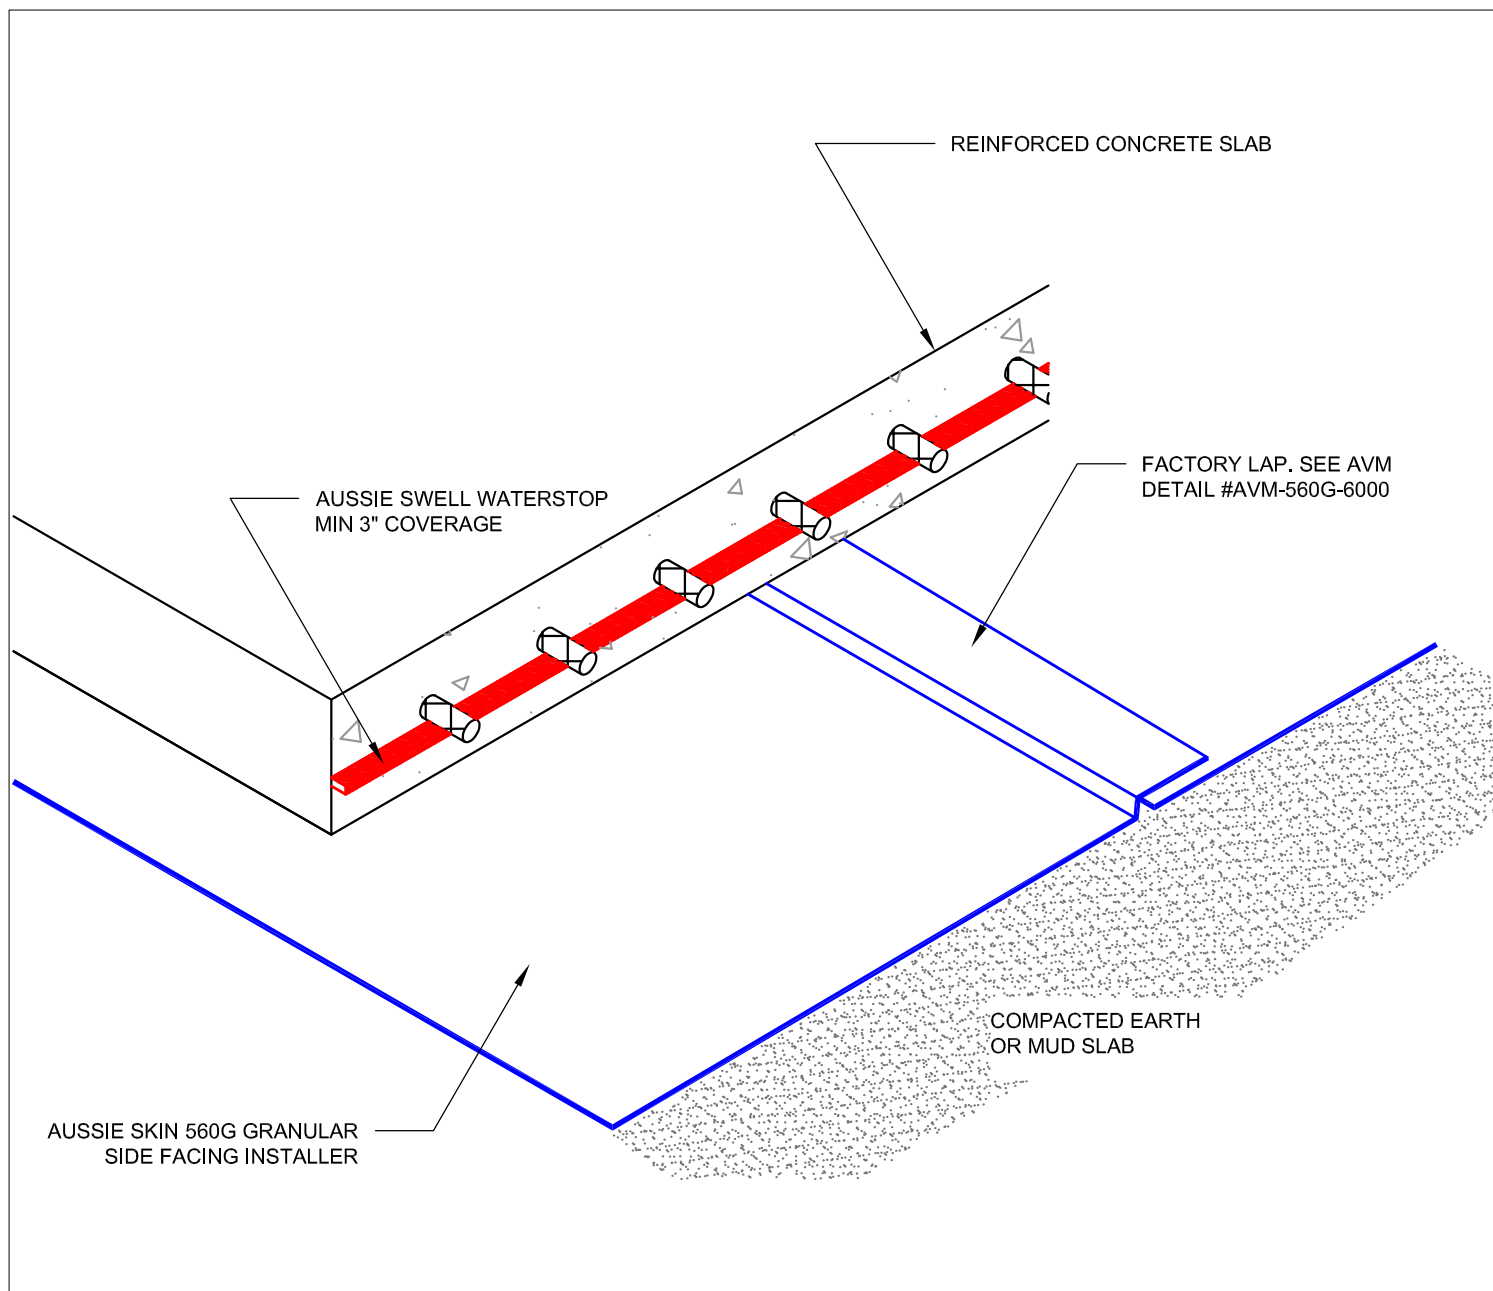 REINFORCED CONCRETE SLAB
FACTORY LAP. SEE AVM
DETAIL #AVM-560G-6000
AUSSIE SWELL WATERSTOP
MIN 3" COVERAGE
COMPACTED EARTH
OR MUD SLAB
AUSSIE SKIN 560G GRANULAR
SIDE FACING INSTALLER